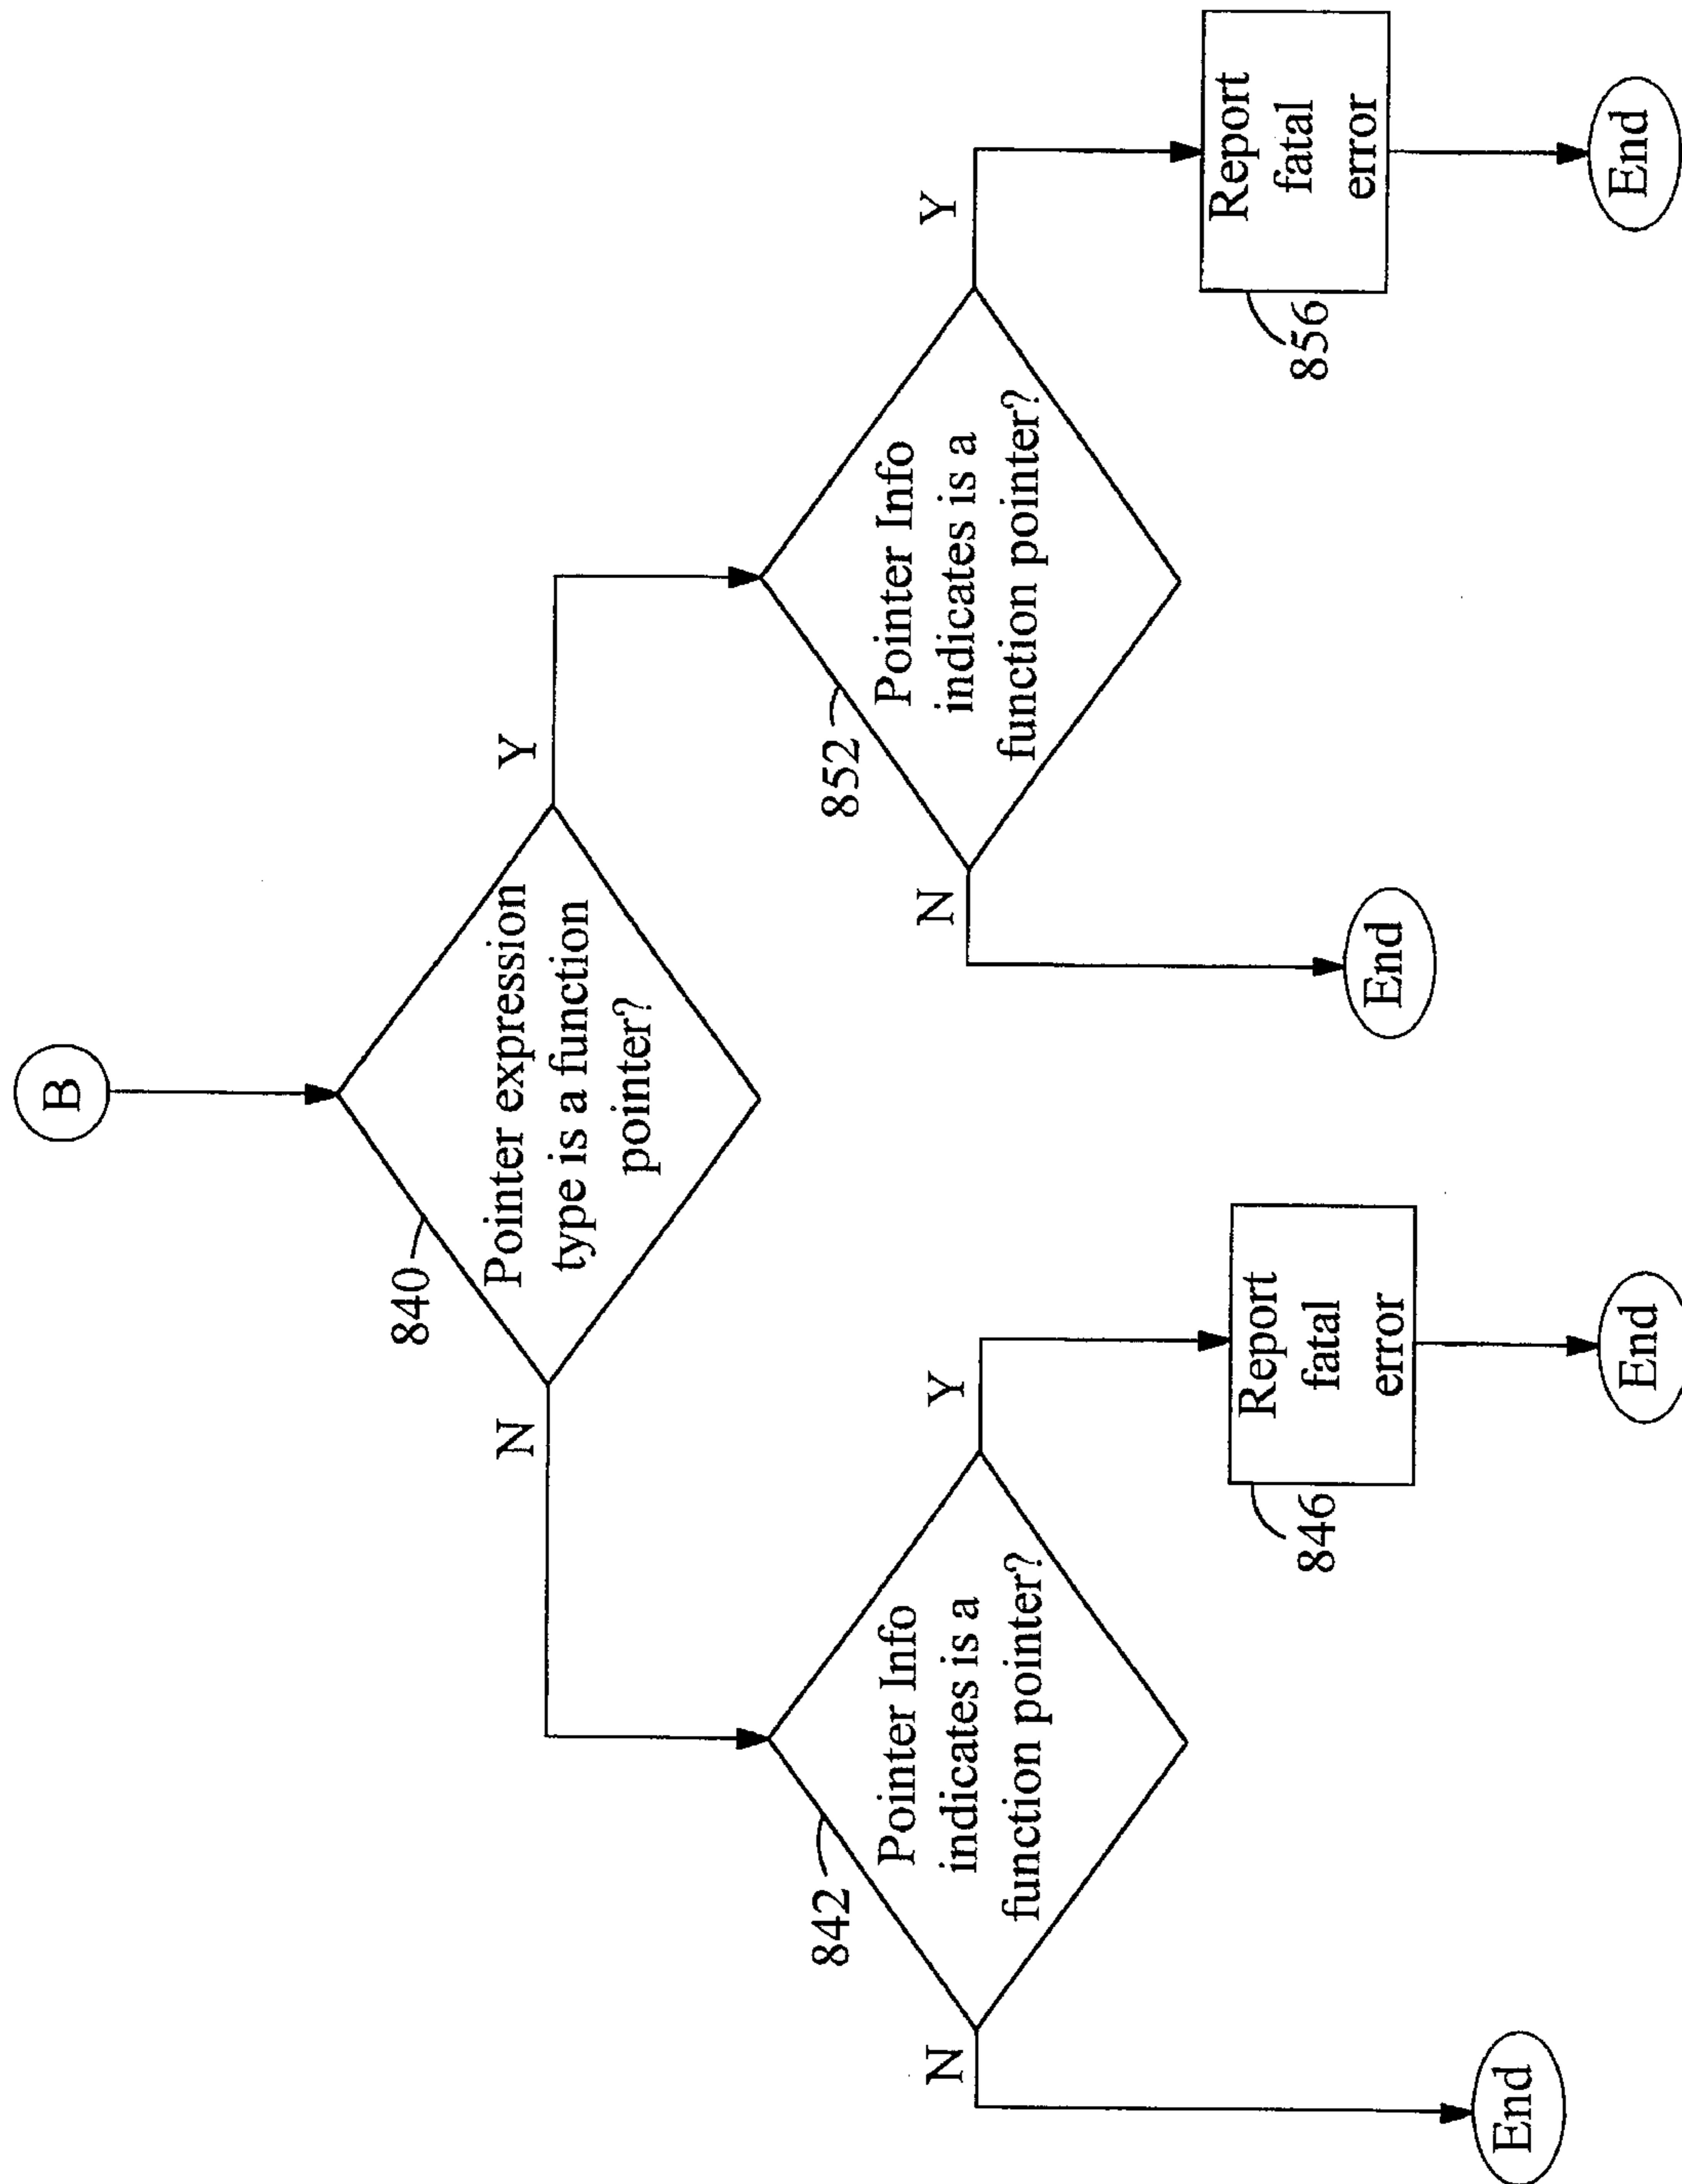 B
840
Pointer expression
type is a function
pointer?
N
Y
842
Pointer Info
indicates is a
function pointer?
N
Y
852
Pointer Info
indicates is a
function pointer?
N
Y
End
846
Report
fatal
error
End
End
856
Report
fatal
error
End